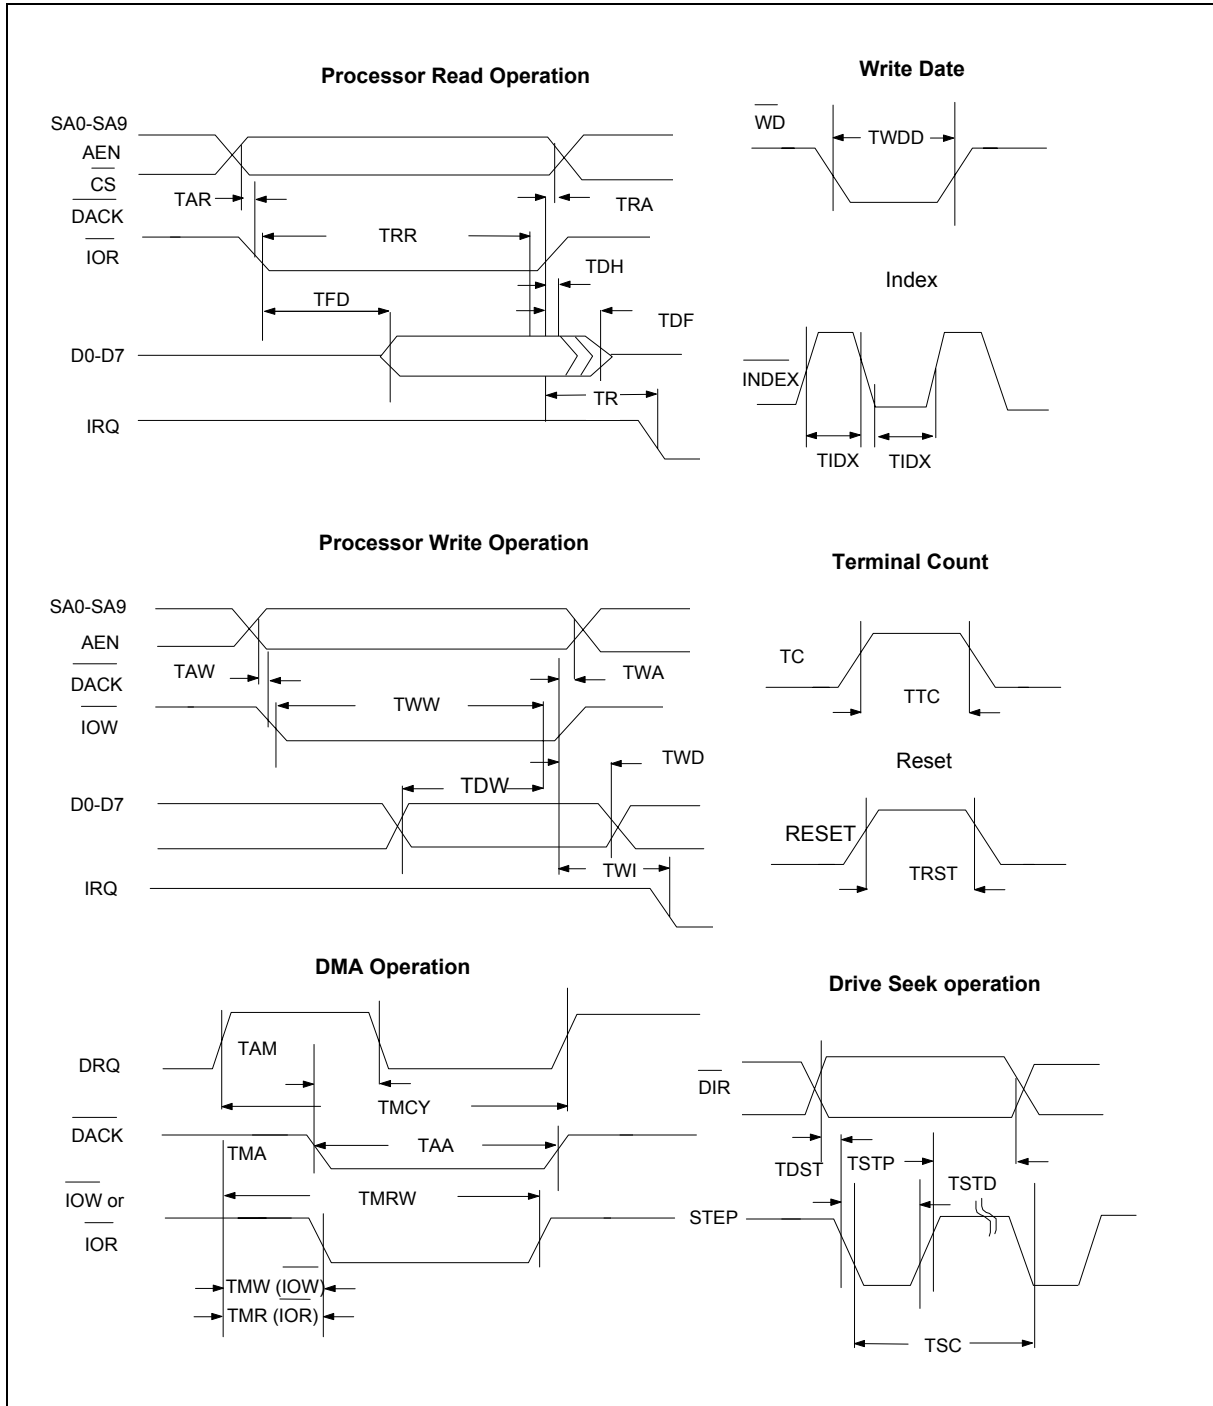 Processor Read Operation
SA0-SA9
AEN
CS
DACK
IOR
TAR
TRA
TRR
TDH
TFD
TDF
D0-D7
TR
IRQ
Write Date
WD
TWDD
Index
INDEX
TIDX
TIDX
Processor Write Operation
SA0-SA9
AEN
DACK
IOW
TAW
TWA
TWW
TWD
TDW
D0-D7
TWI
IRQ
Terminal Count
TC
TTC
Reset
RESET
TRST
DMA Operation
DRQ
TAM
TMCY
DACK
TMA
TAA
IOW or
IOR
TMRW
TMW (IOW)
TMR (IOR)
Drive Seek operation
DIR
TDST
TSTP
TSTD
STEP
TSC